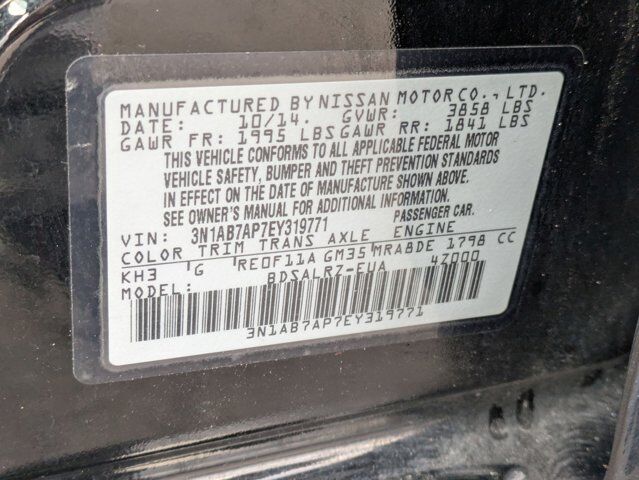 MANUFACTURED BY NISSAN MOTOR CO., LTD.
DATE: 10/14. GVWR: 3858 LBS
GAWR FR: 1995 LBS GAWR RR: 1841 LBS
THIS VEHICLE CONFORMS TO ALL APPLICABLE FEDERAL MOTOR
VEHICLE SAFETY, BUMPER AND THEFT PREVENTION STANDARDS
IN EFFECT ON THE DATE OF MANUFACTURE SHOWN ABOVE.
SEE OWNER'S MANUAL FOR ADDITIONAL INFORMATION.
VIN: 3N1AB7AP7EY319771 PASSENGER CAR.
COLOR TRIM TRANS AXLE ENGINE
KH3 G RE0F11A GM35 MRA8DE 1798 CC
MODEL: BDSALRZ-EUA 47000
3N1AB7AP7EY319771